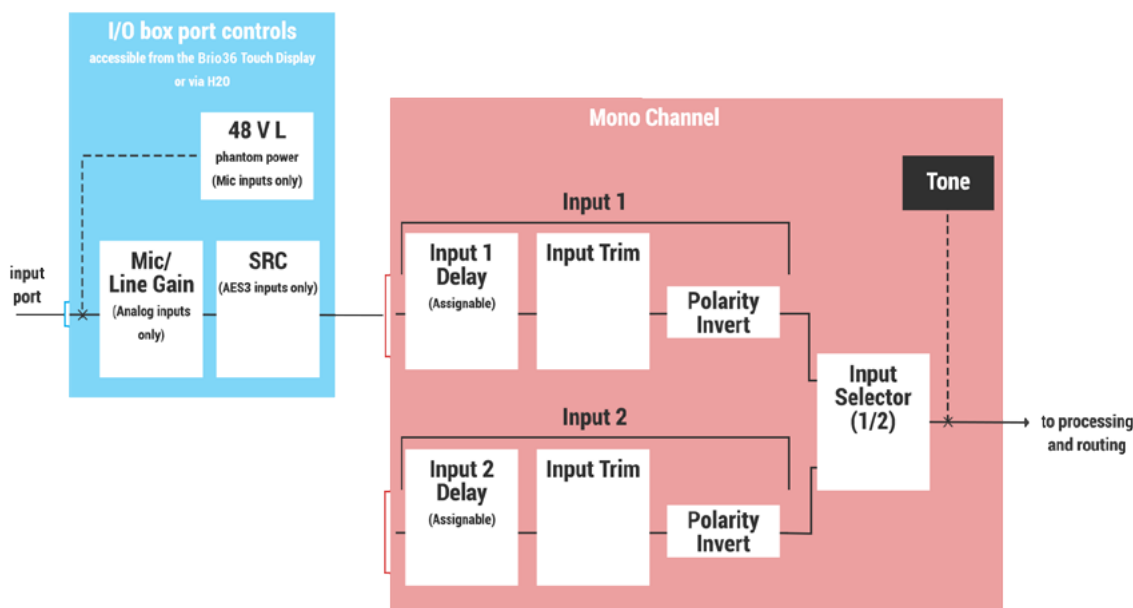 I/O box port controls
accessible from the Brio36 Touch Display
or via H2O
48 V L
phantom power
(Mic inputs only)
input
port
Mic/
Line Gain
(Analog inputs
only)
SRC
(AES3 inputs only)
Mono Channel
Tone
Input 1
Input 1
Delay
(Assignable)
Input Trim
Polarity
Invert
Input
Selector
(1/2)
to processing
and routing
Input 2
Input 2
Delay
(Assignable)
Input Trim
Polarity
Invert